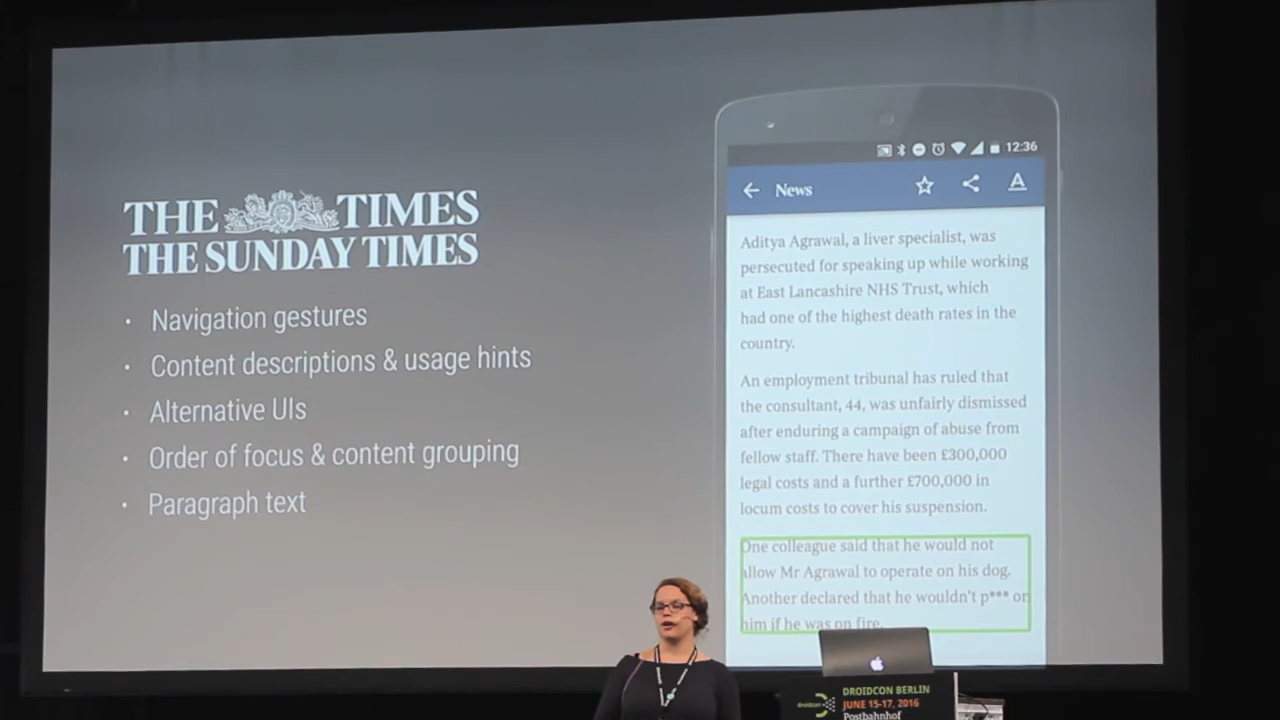 THE TIMES
THE SUNDAY TIMES
· Navigation gestures
· Content descriptions & usage hints
· Alternative UIs
· Order of focus & content grouping
· Paragraph text
12:36
News
A
Aditya Agrawal, a liver specialist, was
persecuted for speaking up while working
at East Lancashire NHS Trust, which
had one of the highest death rates in the
country.
An employment tribunal has ruled that
the consultant, 44, was unfairly dismissed
after enduring a campaign of abuse from
fellow staff. There have been £300,000
legal costs and a further £700,000 in
locum costs to cover his suspension.
One colleague said that he would not
allow Mr Agrawal to operate on his dog.
Another declared that he wouldn't p*** on
him if he was on fire.
droidcon
DROIDCON BERLIN
JUNE 15-17, 2016
Postbahnhof